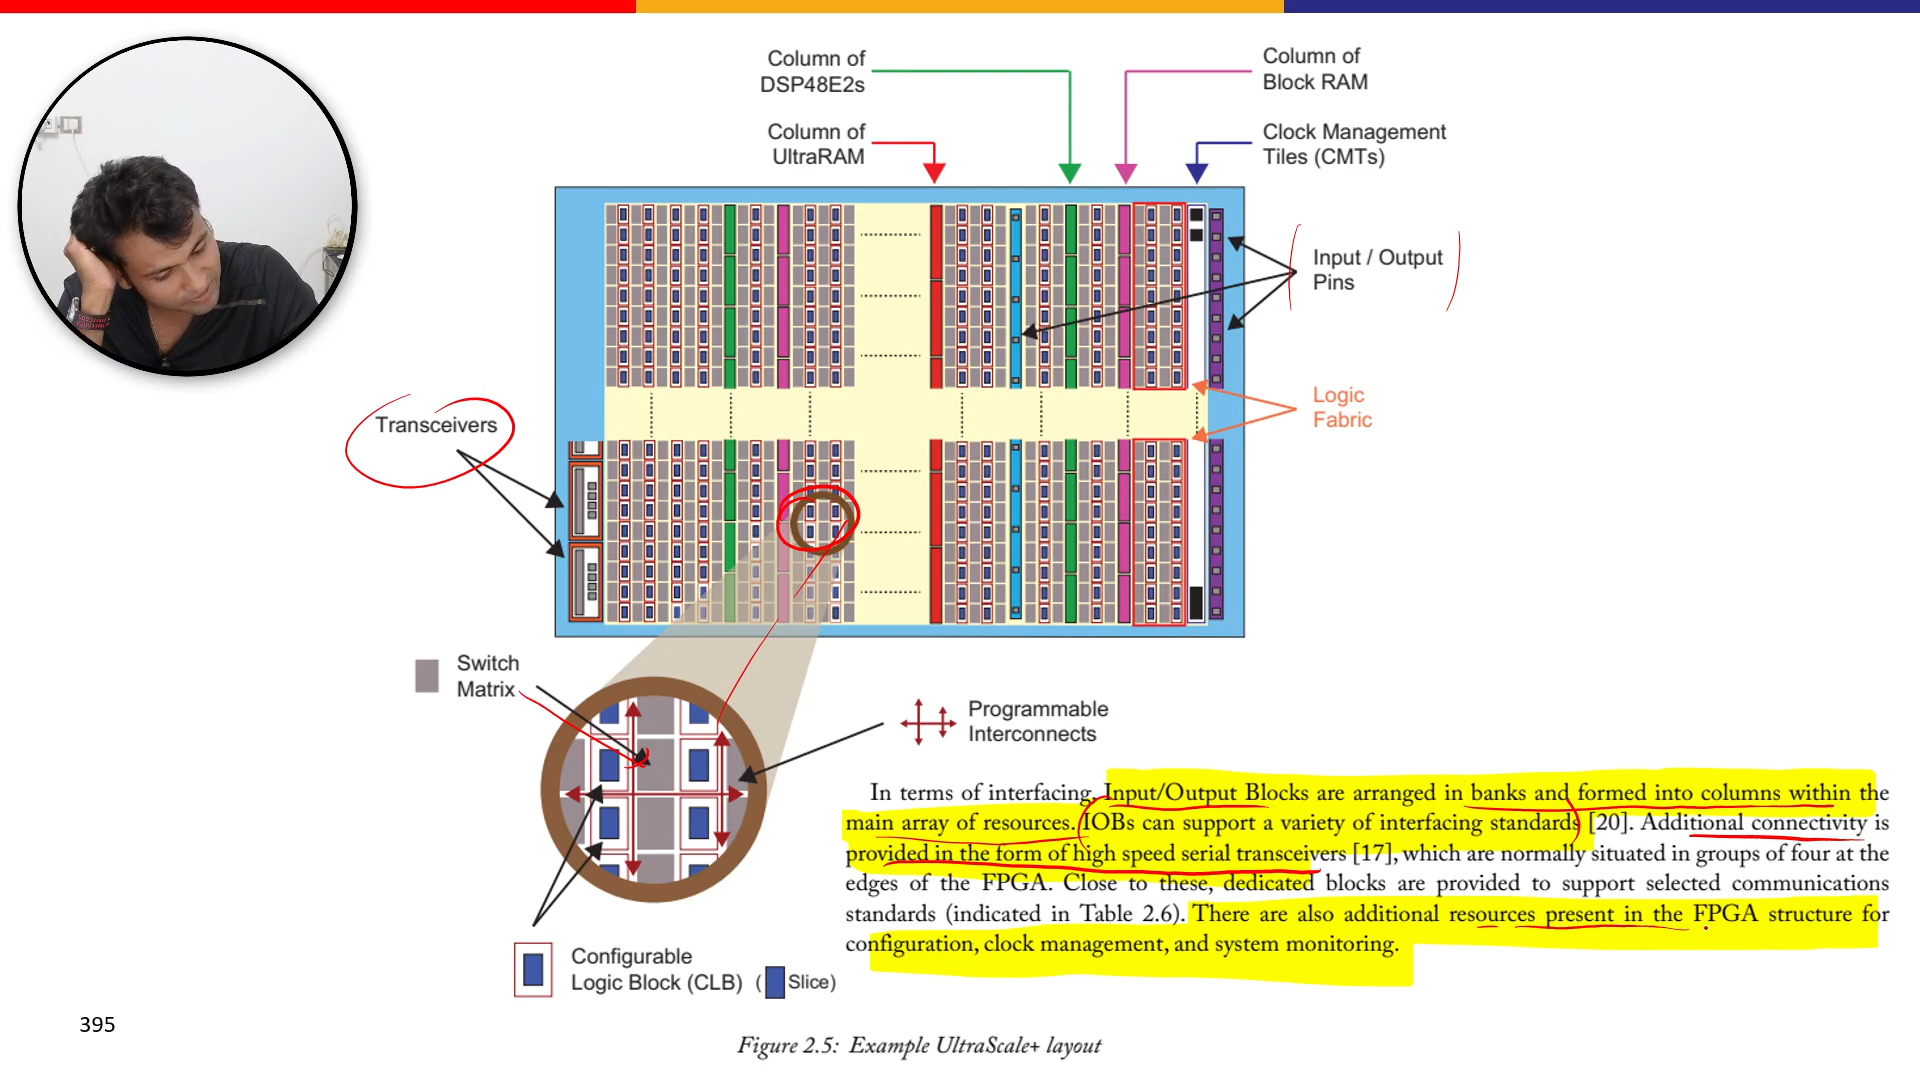 Column of
DSP48E2s
Column of
Block RAM
Column of
UltraRAM
Clock Management
Tiles (CMTs)
Input / Output
Pins
Logic
Fabric
Transceivers
Switch
Matrix
Programmable
Interconnects
In terms of interfacing, Input/Output Blocks are arranged in banks and formed into columns within the
main array of resources. IOBs can support a variety of interfacing standards [20]. Additional connectivity is
provided in the form of high speed serial transceivers [17], which are normally situated in groups of four at the
edges of the FPGA. Close to these, dedicated blocks are provided to support selected communications
standards (indicated in Table 2.6). There are also additional resources present in the FPGA structure for
configuration, clock management, and system monitoring.
Configurable
Logic Block (CLB) ( Slice)
395
Figure 2.5: Example UltraScale+ layout